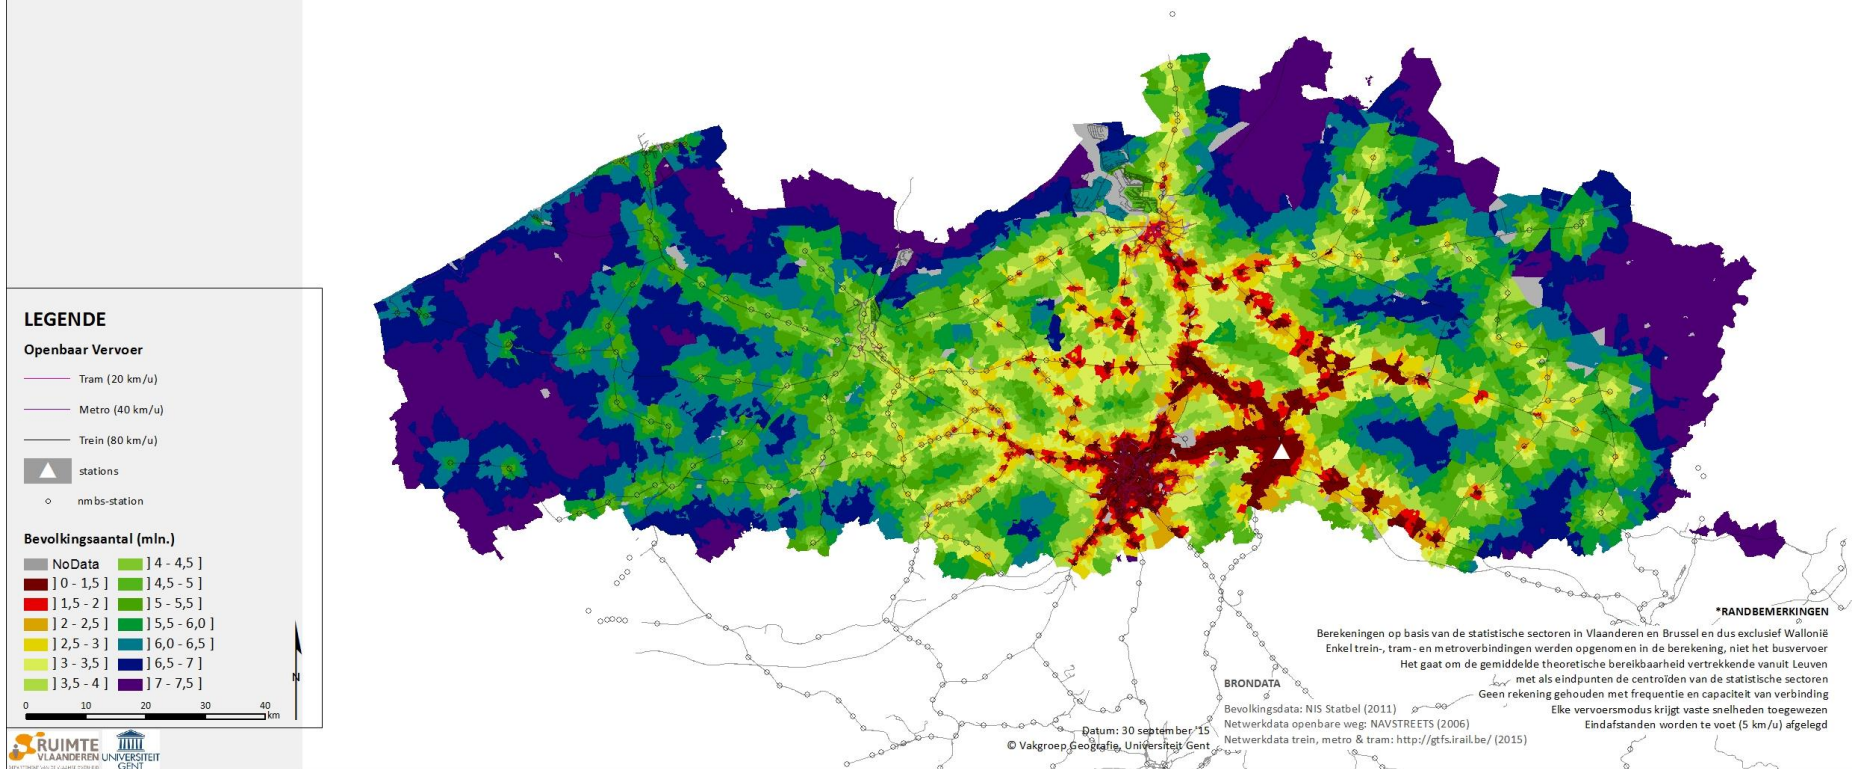 LEGENDE
Openbaar Vervoer
Tram (20 km/u)
Metro (40 km/u)
Trein (80 km/u)
stations
nmbs-station
Bevolkingsaantal (mln.)
NoData
] 0 - 1,5 ]
] 1,5 - 2 ]
] 2 - 2,5 ]
] 2,5 - 3 ]
] 3 - 3,5 ]
] 3,5 - 4 ]
] 4 - 4,5 ]
] 4,5 - 5 ]
] 5 - 5,5 ]
] 5,5 - 6,0 ]
] 6,0 - 6,5 ]
] 6,5 - 7 ]
] 7 - 7,5 ]
0 10 20 30 40
km
N
RUIMTE
VLAANDEREN
UNIVERSITEIT
GENT
*RANDBEMERKINGEN
Berekeningen op basis van de statistische sectoren in Vlaanderen en Brussel en dus exclusief Wallonië
Enkel trein-, tram- en metroverbindingen werden opgenomen in de berekening, niet het busvervoer
Het gaat om de gemiddelde theoretische bereikbaarheid vertrekkende vanuit Leuven
met als eindpunten de centroïden van de statistische sectoren
Geen rekening gehouden met frequentie en capaciteit van verbinding
Elke vervoersmodus krijgt vaste snelheden toegewezen
Eindafstanden worden te voet (5 km/u) afgelegd
BRONDATA
Bevolkingsdata: NIS Statbel (2011)
Netwerkdata openbare weg: NAVSTREETS (2006)
Netwerkdata trein, metro & tram: http://gtfs.irail.be/ (2015)
Datum: 30 september '15
© Vakgroep Geografie, Universiteit Gent